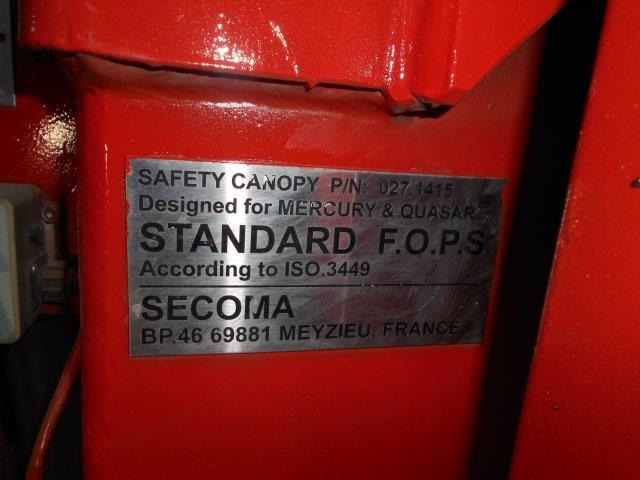 SAFETY CANOPY P/N: 027.1415
Designed for MERCURY & QUASAR
STANDARD F.O.P.S
According to ISO.3449
SECOMA
BP.46 69881 MEYZIEU, FRANCE